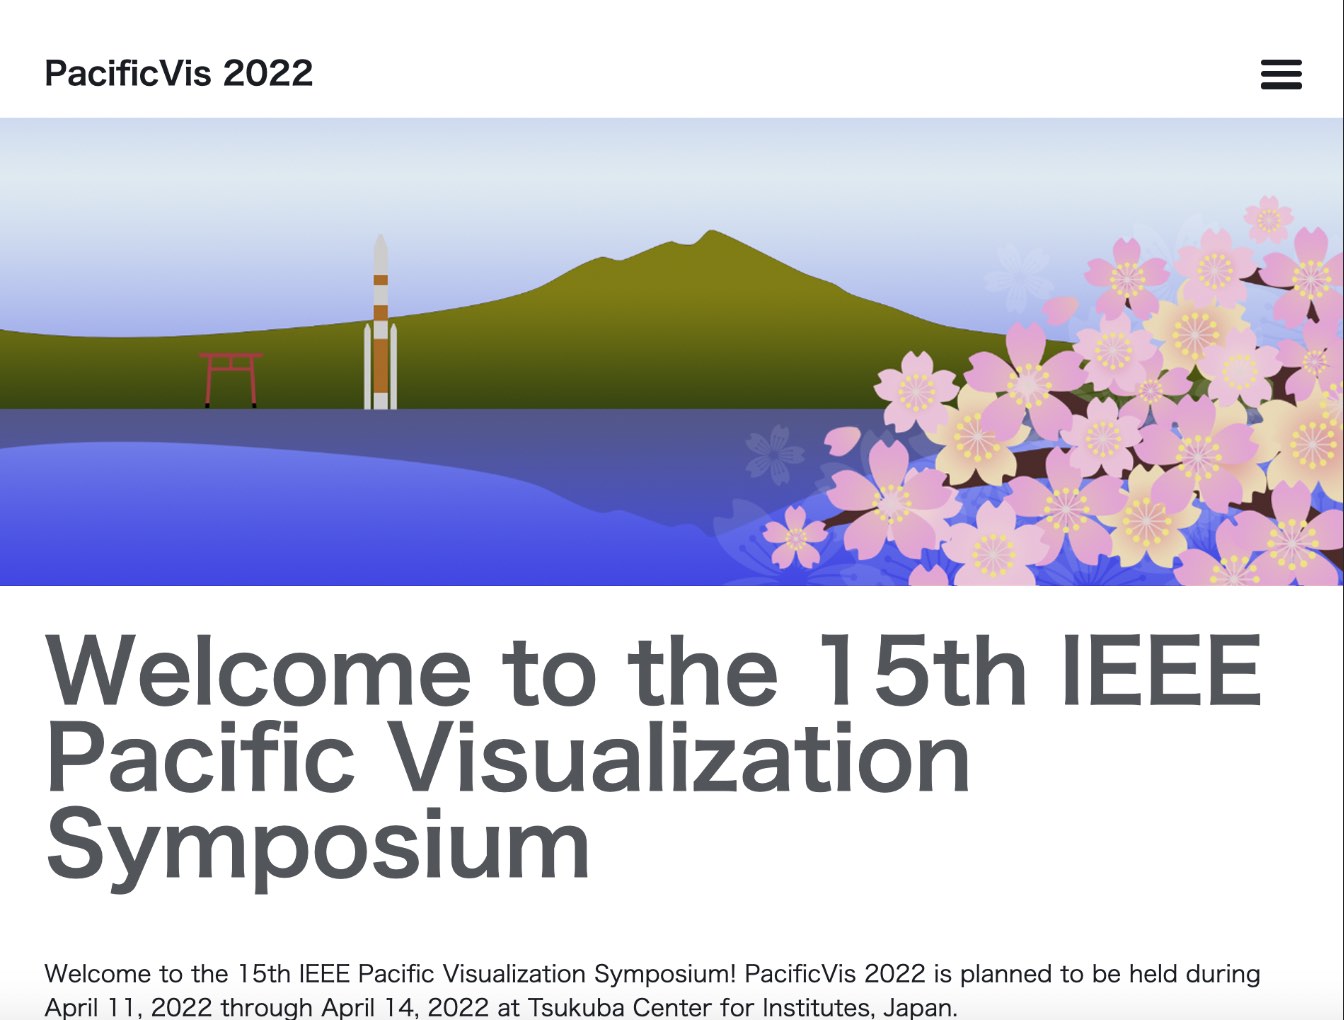 PacificVis 2022
Welcome to the 15th IEEE
Pacific Visualization
Symposium
Welcome to the 15th IEEE Pacific Visualization Symposium! PacificVis 2022 is planned to be held during
April 11, 2022 through April 14, 2022 at Tsukuba Center for Institutes, Japan.